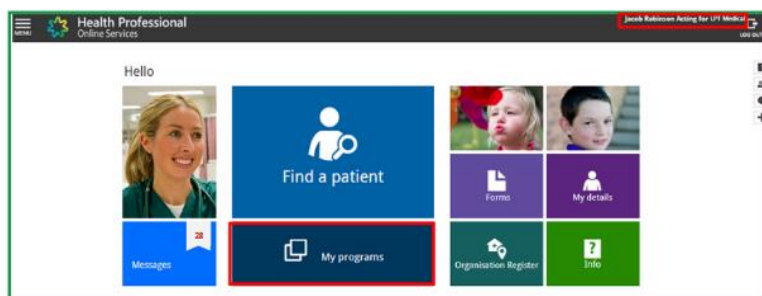 MENU
Health Professional
Online Services
Jacob Robinson Acting for LPT Medical
LOG OUT
Hello
Find a patient
Forms
My details
28
Messages
My programs
Organisation Register
?
Info